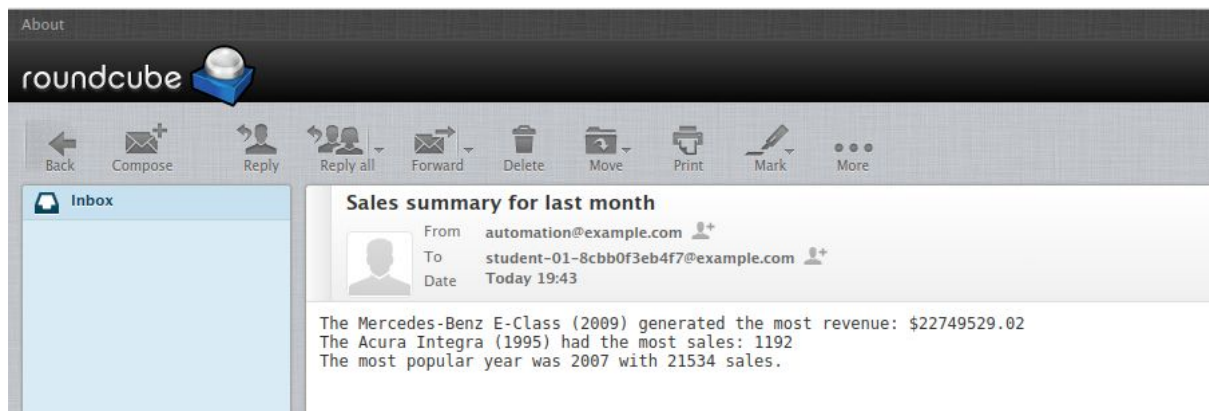 About
roundcube
Back Compose Reply Reply all Forward Delete Move Print Mark More
Inbox
Sales summary for last month
From automation@example.com
To student-01-8cbb0f3eb4f7@example.com
Date Today 19:43
The Mercedes-Benz E-Class (2009) generated the most revenue: $22749529.02
The Acura Integra (1995) had the most sales: 1192
The most popular year was 2007 with 21534 sales.